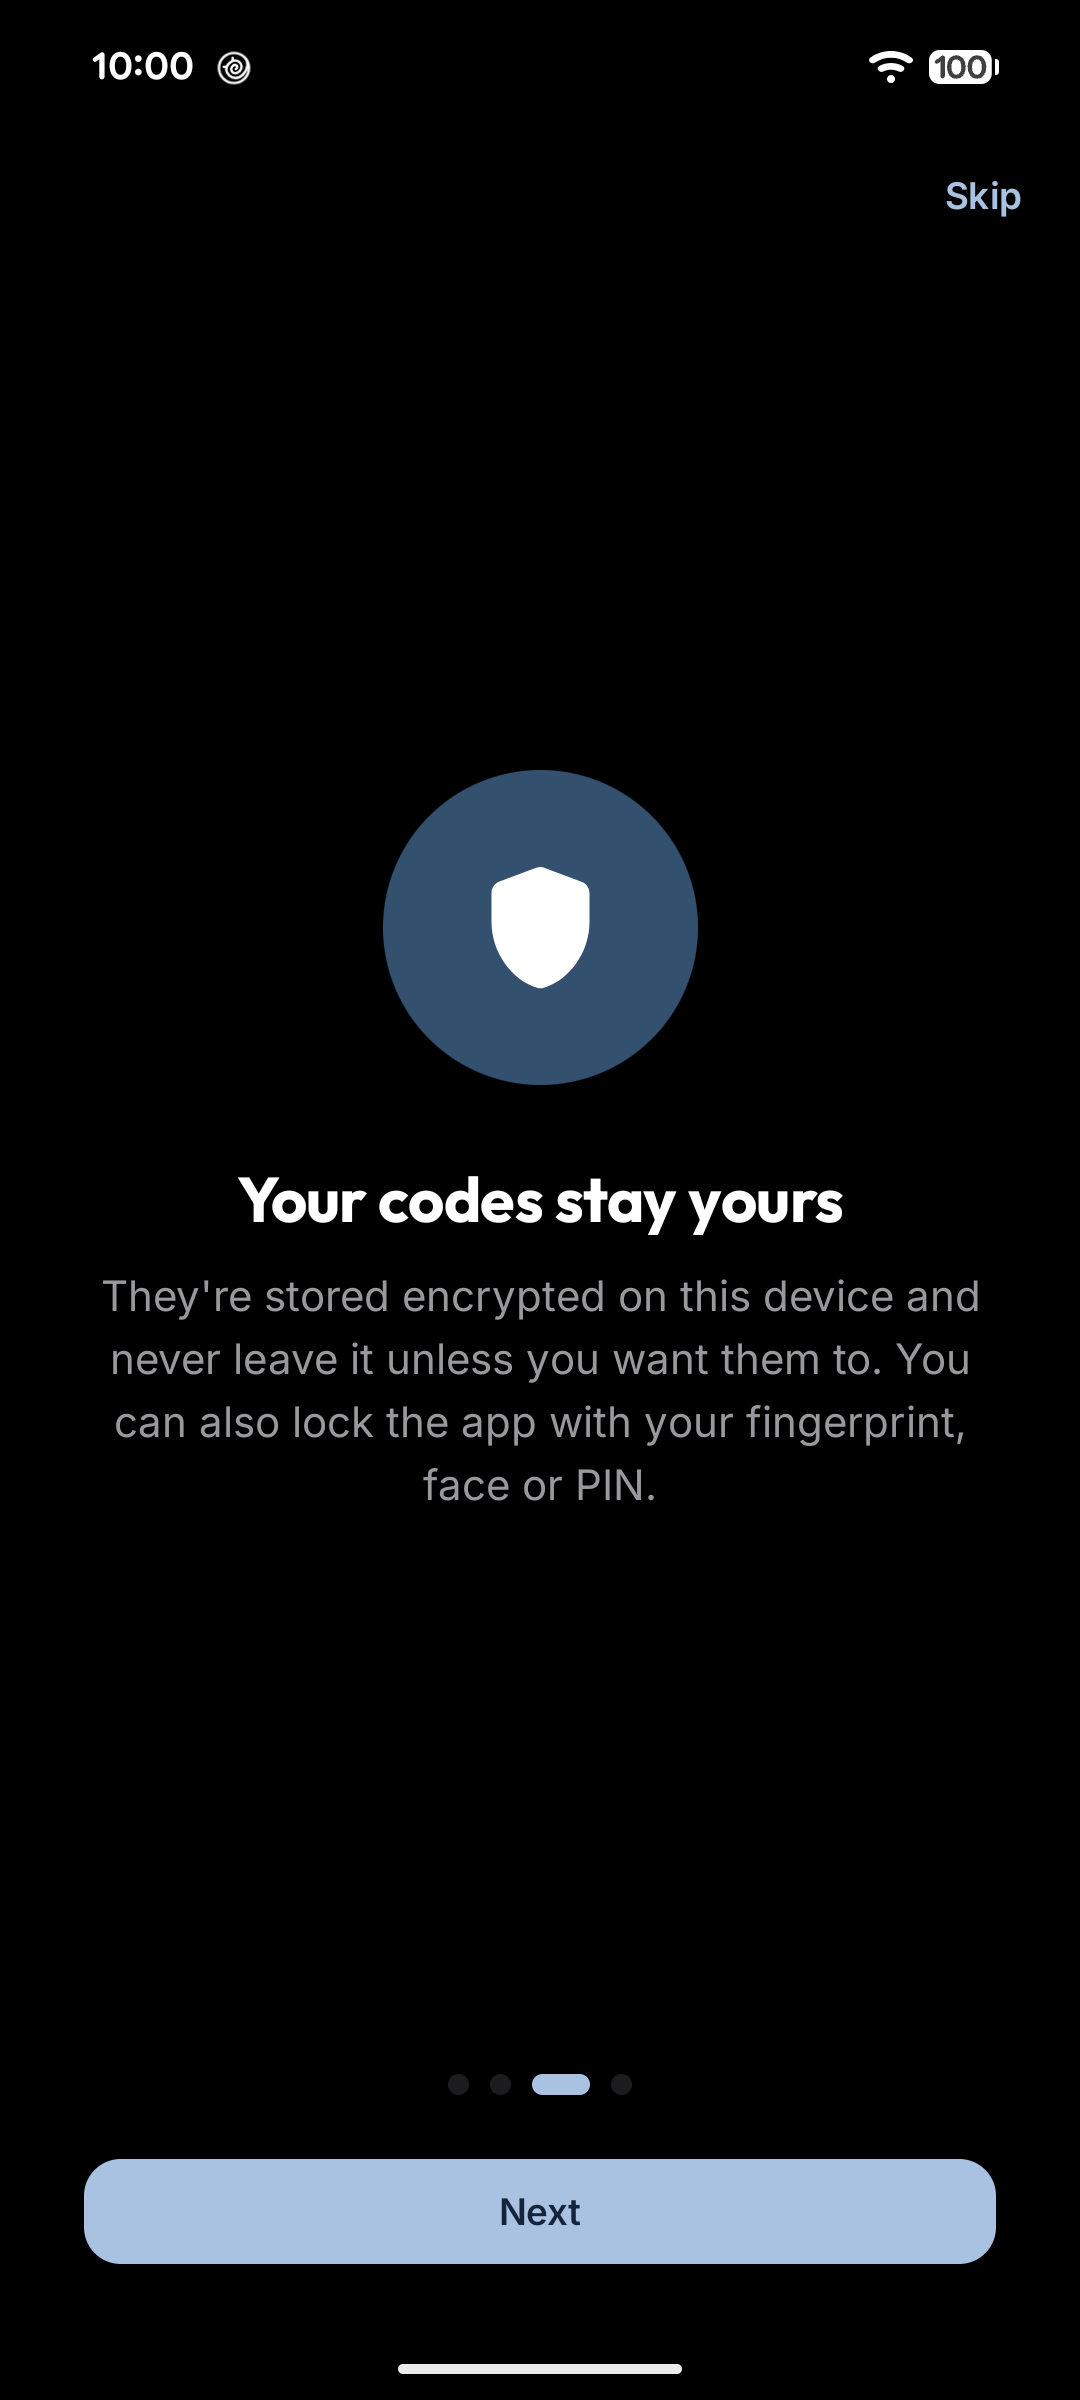 10:00
100
Skip
Your codes stay yours
They're stored encrypted on this device and
never leave it unless you want them to. You
can also lock the app with your fingerprint,
face or PIN.
Next